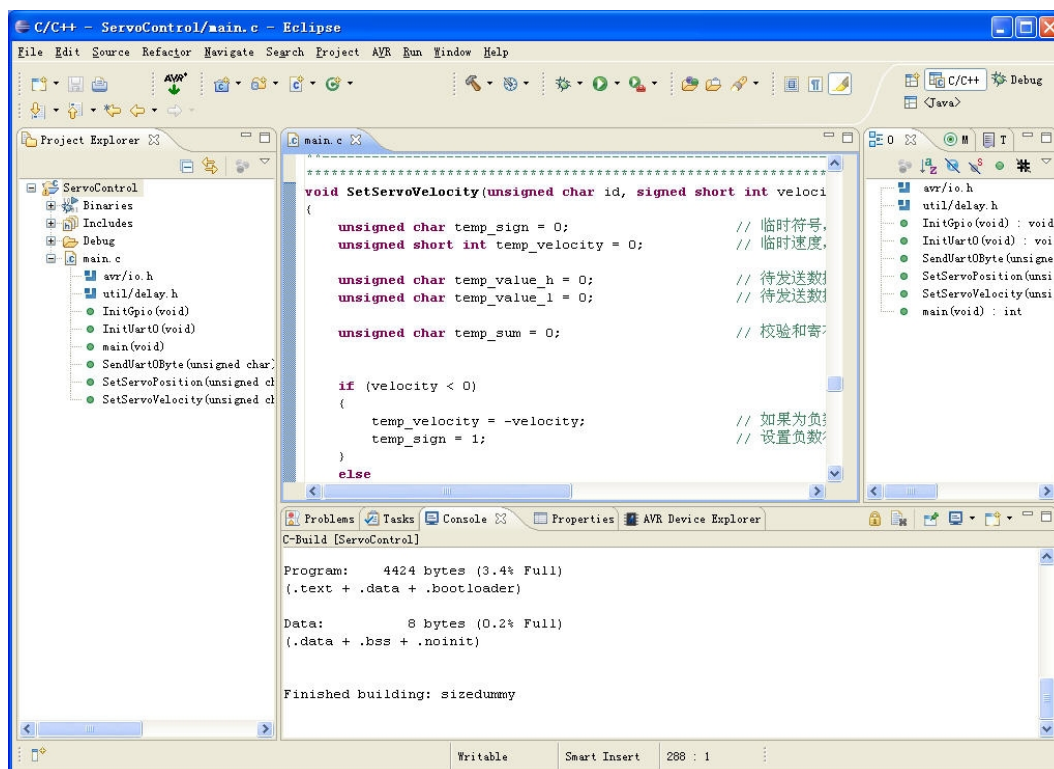 C/C++ - ServoControl/main.c - Eclipse
File Edit Source Refactor Navigate Search Project AVR Run Window Help
AVR
C/C++
Debug
<Java>
Project Explorer
ServoControl
Binaries
Includes
Debug
main.c
avr/io.h
util/delay.h
InitGpio(void)
InitUart0(void)
main(void)
SendUart0Byte(unsigned char)
SetServoPosition(unsigned ch
SetServoVelocity(unsigned ch
main.c
**---------------------------------------------------------------
***************************************************************
void SetServoVelocity(unsigned char id, signed short int veloci
{
unsigned char temp_sign = 0; // 临时符号,
unsigned short int temp_velocity = 0; // 临时速度,
unsigned char temp_value_h = 0; // 待发送数据
unsigned char temp_value_l = 0; // 待发送数据
unsigned char temp_sum = 0; // 校验和寄
if (velocity < 0)
{
temp_velocity = -velocity; // 如果为负
temp_sign = 1; // 设置负数
}
else
O M T
avr/io.h
util/delay.h
InitGpio(void) : void
InitUart0(void) : voi
SendUart0Byte(unsigne
SetServoPosition(unsi
SetServoVelocity(unsi
main(void) : int
Problems Tasks Console Properties AVR Device Explorer
C-Build [ServoControl]
Program: 4424 bytes (3.4% Full)
(.text + .data + .bootloader)
Data: 8 bytes (0.2% Full)
(.data + .bss + .noinit)
Finished building: sizedummy
Writable Smart Insert 288 : 1